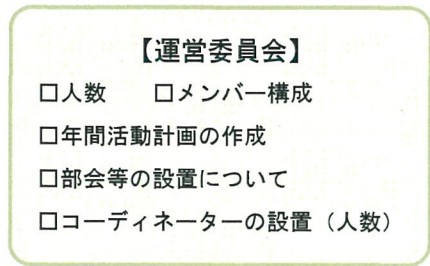 【運営委員会】
□人数　　□メンバー構成
□年間活動計画の作成
□部会等の設置について
□コーディネーターの設置（人数）